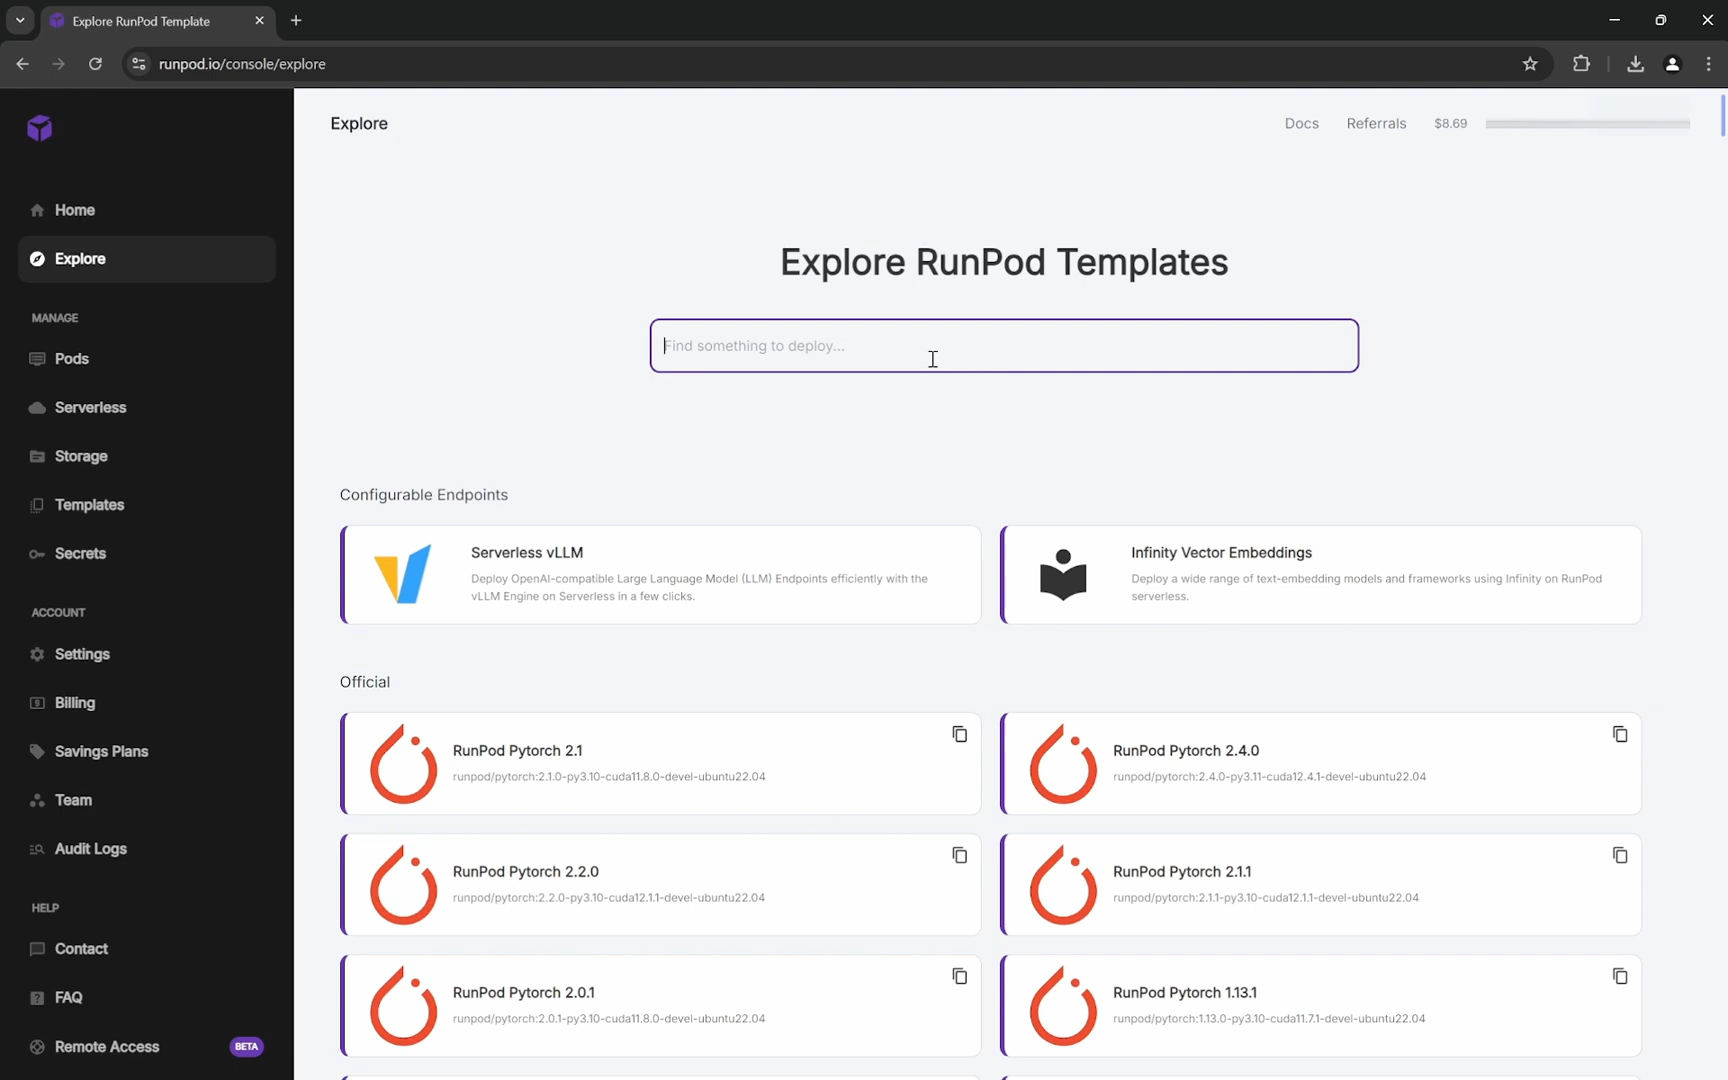 Explore RunPod Template
runpod.io/console/explore
Explore
Docs
Referrals
$8.69
Home
Explore
MANAGE
Pods
Serverless
Storage
Templates
Secrets
ACCOUNT
Settings
Billing
Savings Plans
Team
Audit Logs
HELP
Contact
FAQ
Remote Access
BETA
Explore RunPod Templates
Find something to deploy...
Configurable Endpoints
Serverless vLLM
Deploy OpenAI-compatible Large Language Model (LLM) Endpoints efficiently with the
vLLM Engine on Serverless in a few clicks.
Infinity Vector Embeddings
Deploy a wide range of text-embedding models and frameworks using Infinity on RunPod
serverless.
Official
RunPod Pytorch 2.1
runpod/pytorch:2.1.0-py3.10-cuda11.8.0-devel-ubuntu22.04
RunPod Pytorch 2.4.0
runpod/pytorch:2.4.0-py3.11-cuda12.4.1-devel-ubuntu22.04
RunPod Pytorch 2.2.0
runpod/pytorch:2.2.0-py3.10-cuda12.1.1-devel-ubuntu22.04
RunPod Pytorch 2.1.1
runpod/pytorch:2.1.1-py3.10-cuda12.1.1-devel-ubuntu22.04
RunPod Pytorch 2.0.1
runpod/pytorch:2.0.1-py3.10-cuda11.8.0-devel-ubuntu22.04
RunPod Pytorch 1.13.1
runpod/pytorch:1.13.0-py3.10-cuda11.7.1-devel-ubuntu22.04